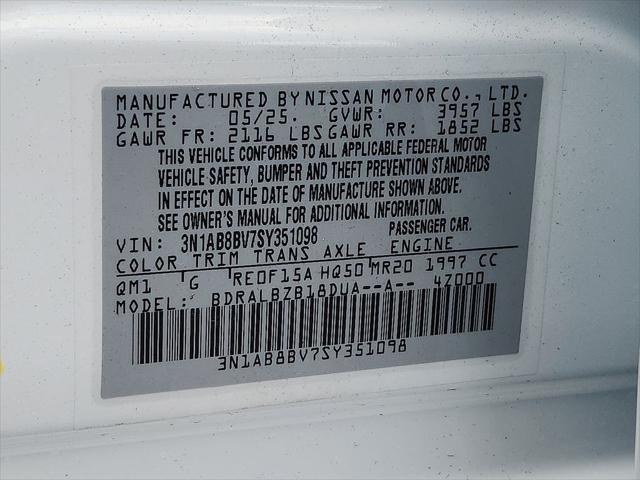 MANUFACTURED BY NISSAN MOTOR CO., LTD.
DATE: 05/25. GVWR: 3957 LBS
GAWR FR: 2116 LBS GAWR RR: 1852 LBS
THIS VEHICLE CONFORMS TO ALL APPLICABLE FEDERAL MOTOR
VEHICLE SAFETY, BUMPER AND THEFT PREVENTION STANDARDS
IN EFFECT ON THE DATE OF MANUFACTURE SHOWN ABOVE.
SEE OWNER'S MANUAL FOR ADDITIONAL INFORMATION.
VIN: 3N1AB8BV7SY351098 PASSENGER CAR.
COLOR TRIM TRANS AXLE ENGINE
QM1 G RE0F15A HQ50 MR20 1997 CC
MODEL: BDRALBZB18DUA--A-- 4Z000
3N1AB8BV7SY351098